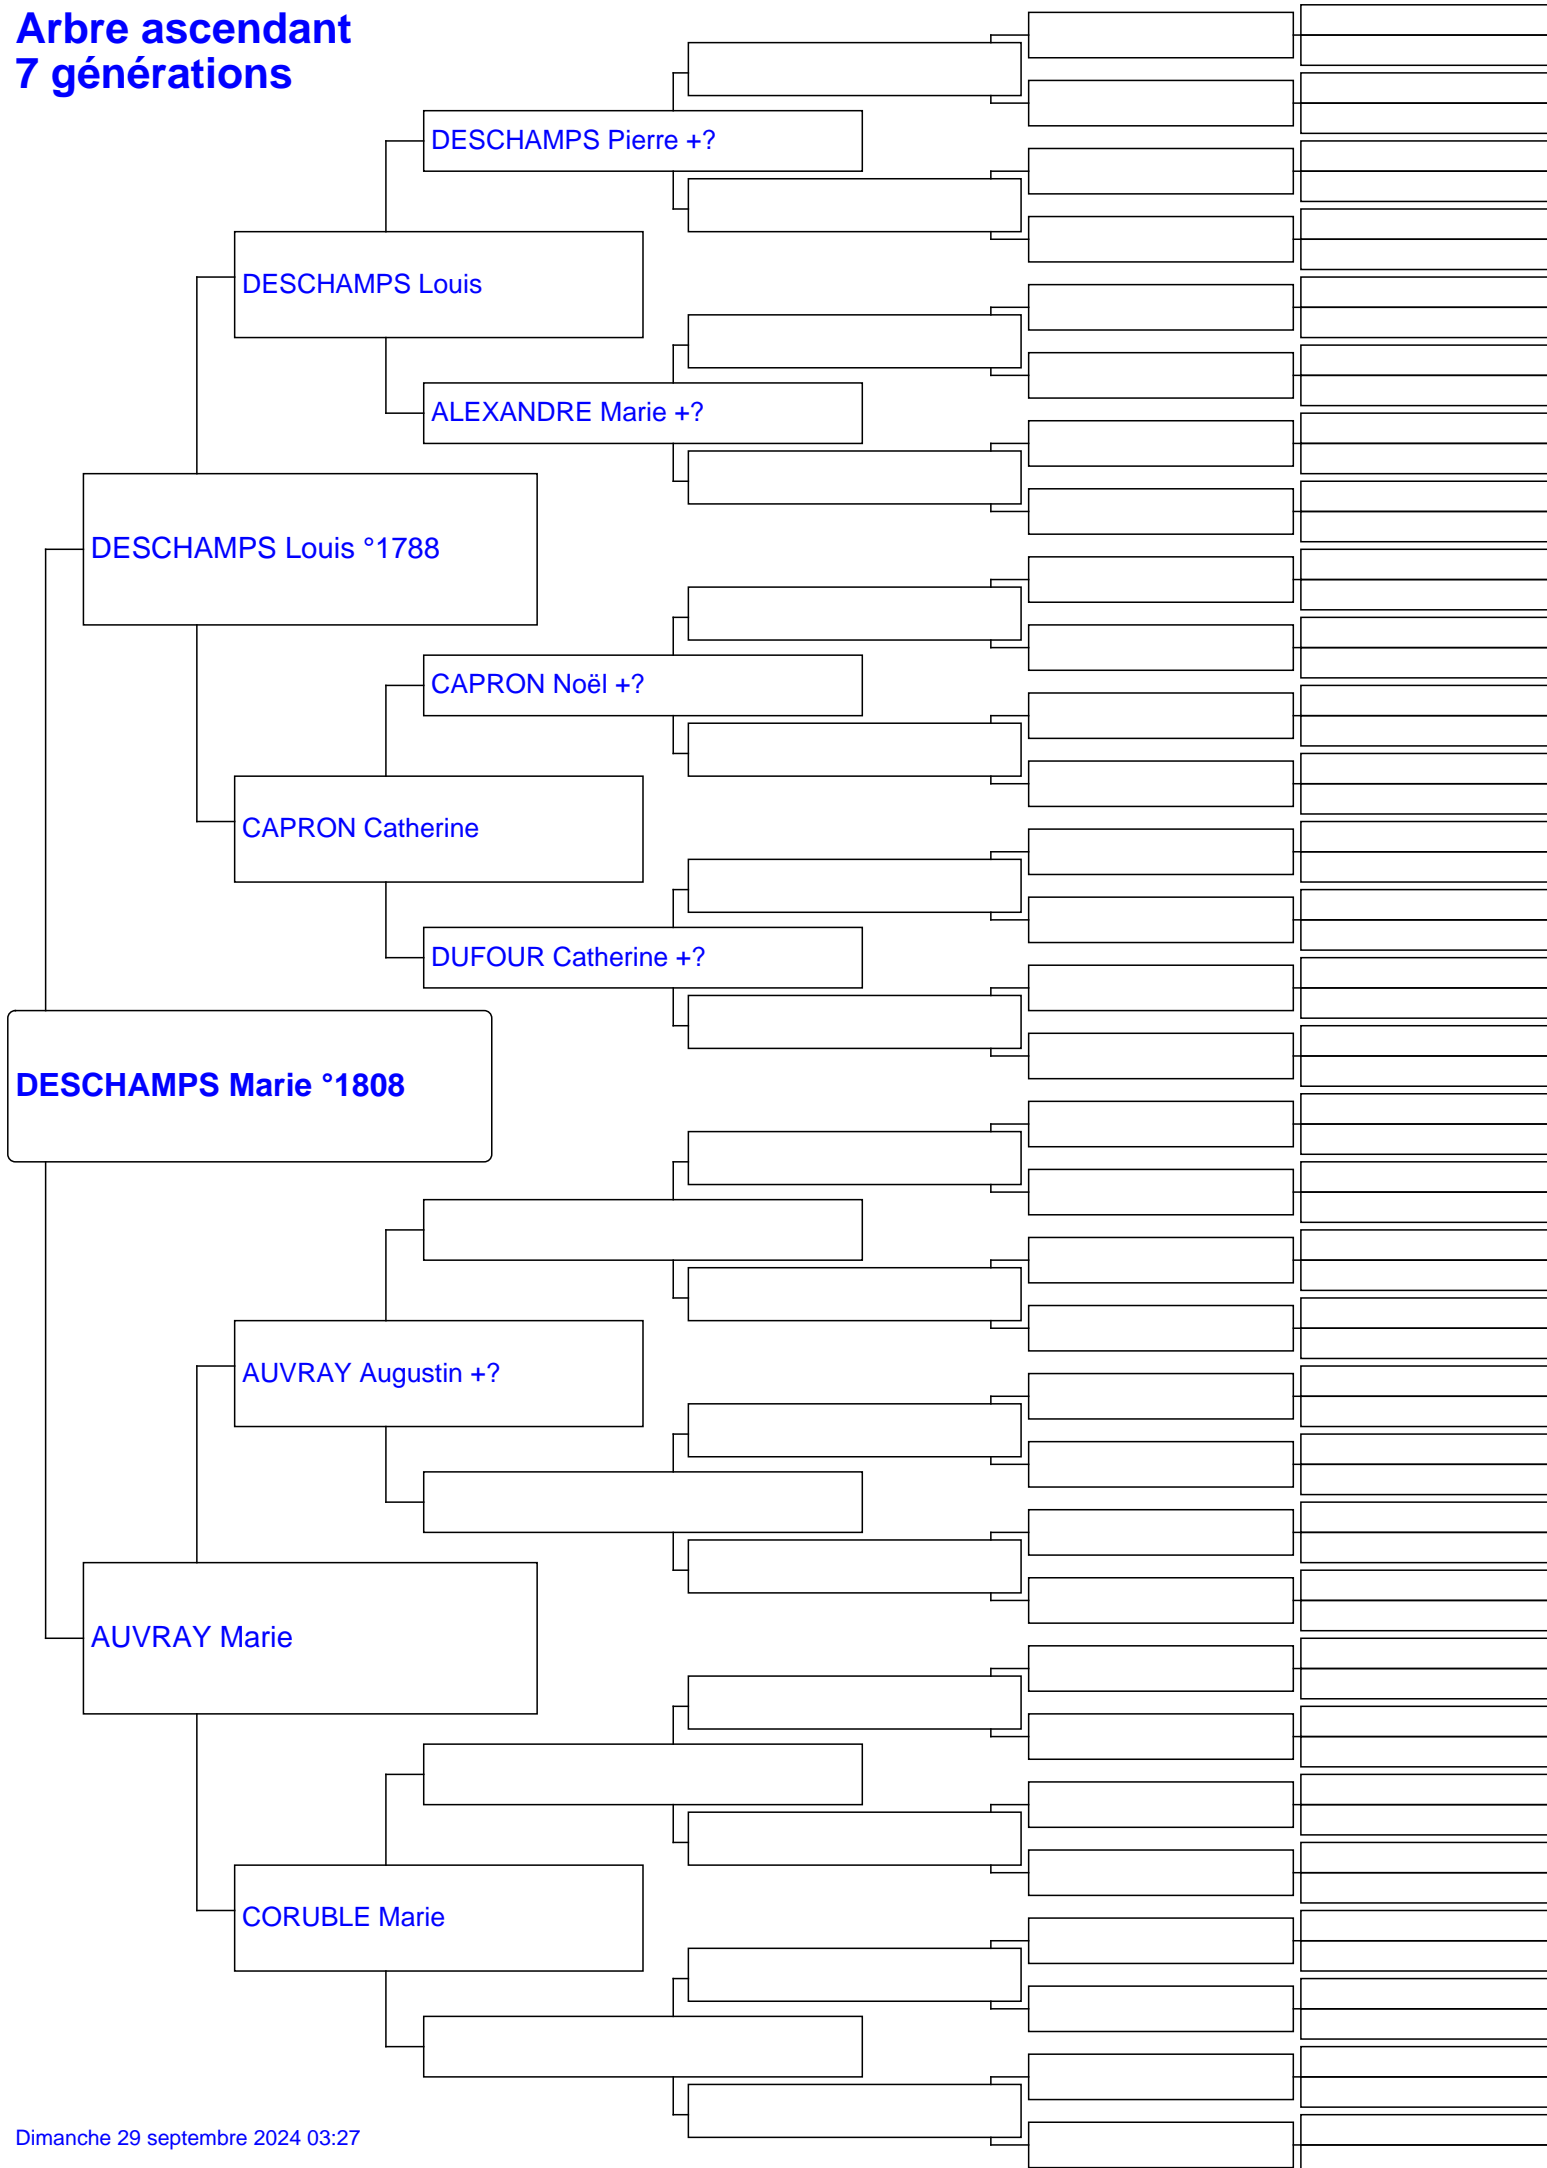 Arbre ascendant
7 générations
DESCHAMPS Pierre +?
DESCHAMPS Louis
ALEXANDRE Marie +?
DESCHAMPS Louis °1788
CAPRON Noël +?
CAPRON Catherine
DUFOUR Catherine +?
DESCHAMPS Marie °1808
AUVRAY Augustin +?
AUVRAY Marie
CORUBLE Marie
Dimanche 29 septembre 2024 03:27